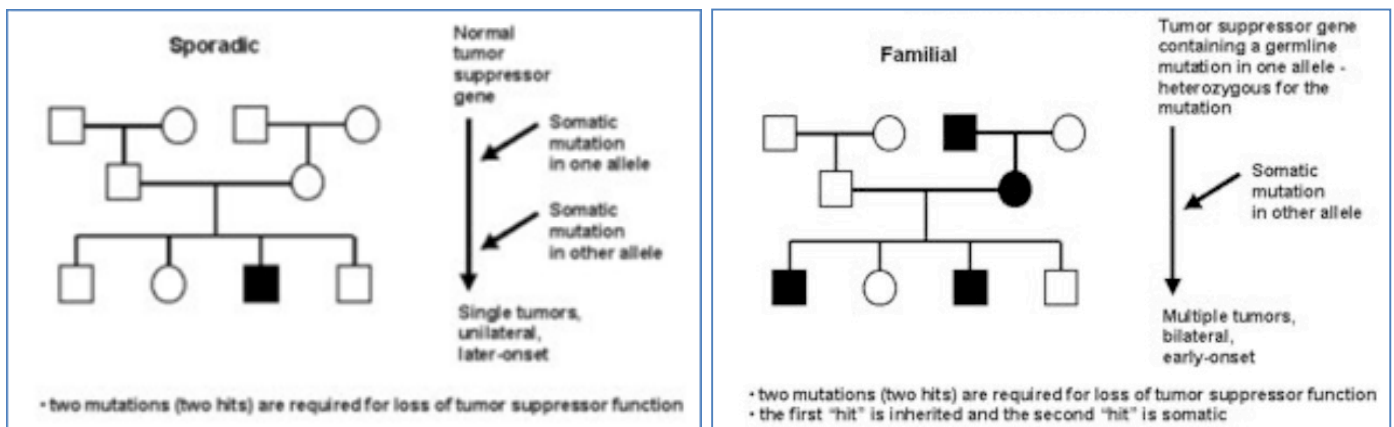 Sporadic
Normal
tumor
suppressor
gene
Somatic
mutation
in one allele
Somatic
mutation
in other allele
Single tumors,
unilateral,
later-onset
• two mutations (two hits) are required for loss of tumor suppressor function
Familial
Tumor suppressor gene
containing a germline
mutation in one allele -
heterozygous for the
mutation
Somatic
mutation
in other allele
Multiple tumors,
bilateral,
early-onset
• two mutations (two hits) are required for loss of tumor suppressor function
• the first "hit" is inherited and the second "hit" is somatic